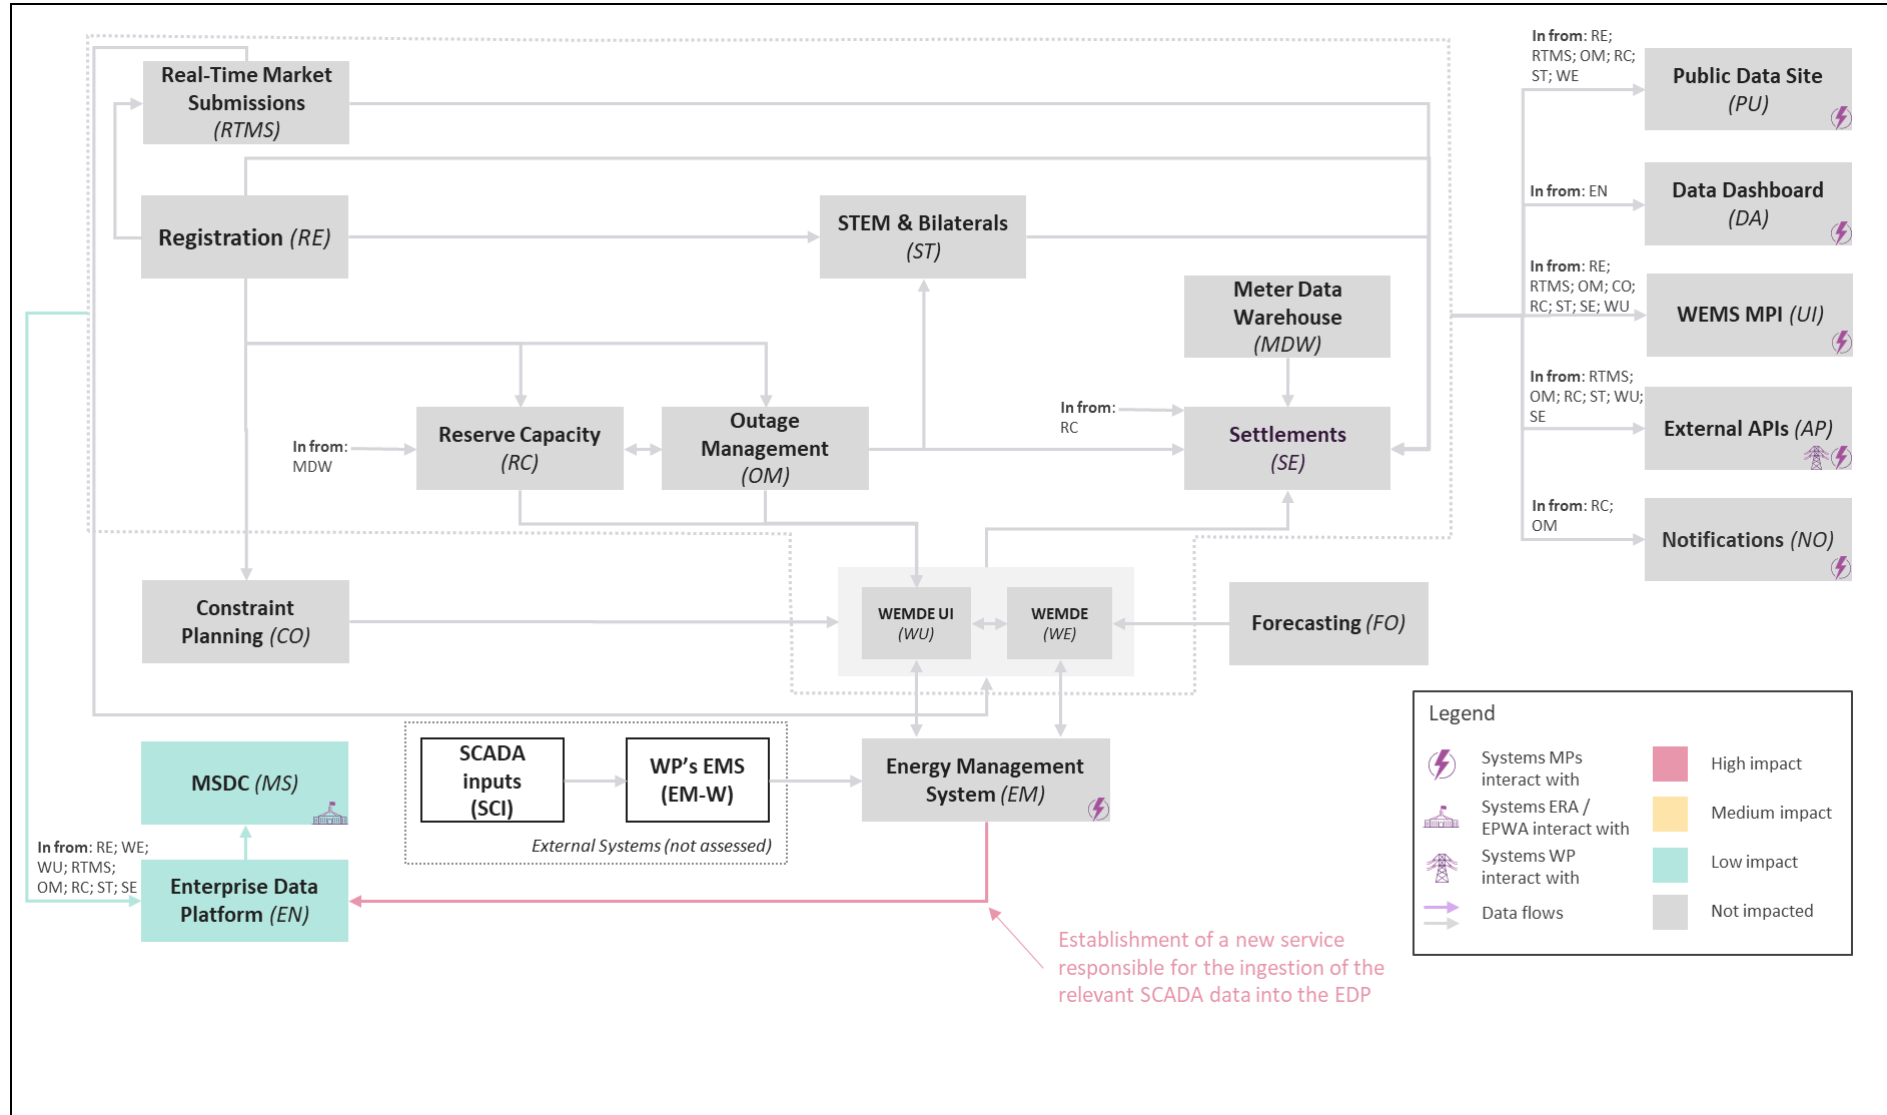 Real-Time Market
Submissions
(RTMS)
Registration (RE)
STEM & Bilaterals
(ST)
Meter Data
Warehouse
(MDW)
In from:
MDW
Reserve Capacity
(RC)
Outage
Management
(OM)
In from:
RC
Settlements
(SE)
Constraint
Planning (CO)
WEMDE UI
(WU)
WEMDE
(WE)
Forecasting (FO)
SCADA
inputs
(SCI)
WP's EMS
(EM-W)
External Systems (not assessed)
Energy Management
System (EM)
MSDC (MS)
In from: RE; WE;
WU; RTMS;
OM; RC; ST; SE
Enterprise Data
Platform (EN)
Establishment of a new service
responsible for the ingestion of the
relevant SCADA data into the EDP
In from: RE;
RTMS; OM; RC;
ST; WE
Public Data Site
(PU)
In from: EN
Data Dashboard
(DA)
In from: RE;
RTMS; OM; CO;
RC; ST; SE; WU
WEMS MPI (UI)
In from: RTMS;
OM; RC; ST; WU;
SE
External APIs (AP)
In from: RC;
OM
Notifications (NO)
Legend
Systems MPs
interact with
Systems ERA /
EPWA interact with
Systems WP
interact with
Data flows
High impact
Medium impact
Low impact
Not impacted